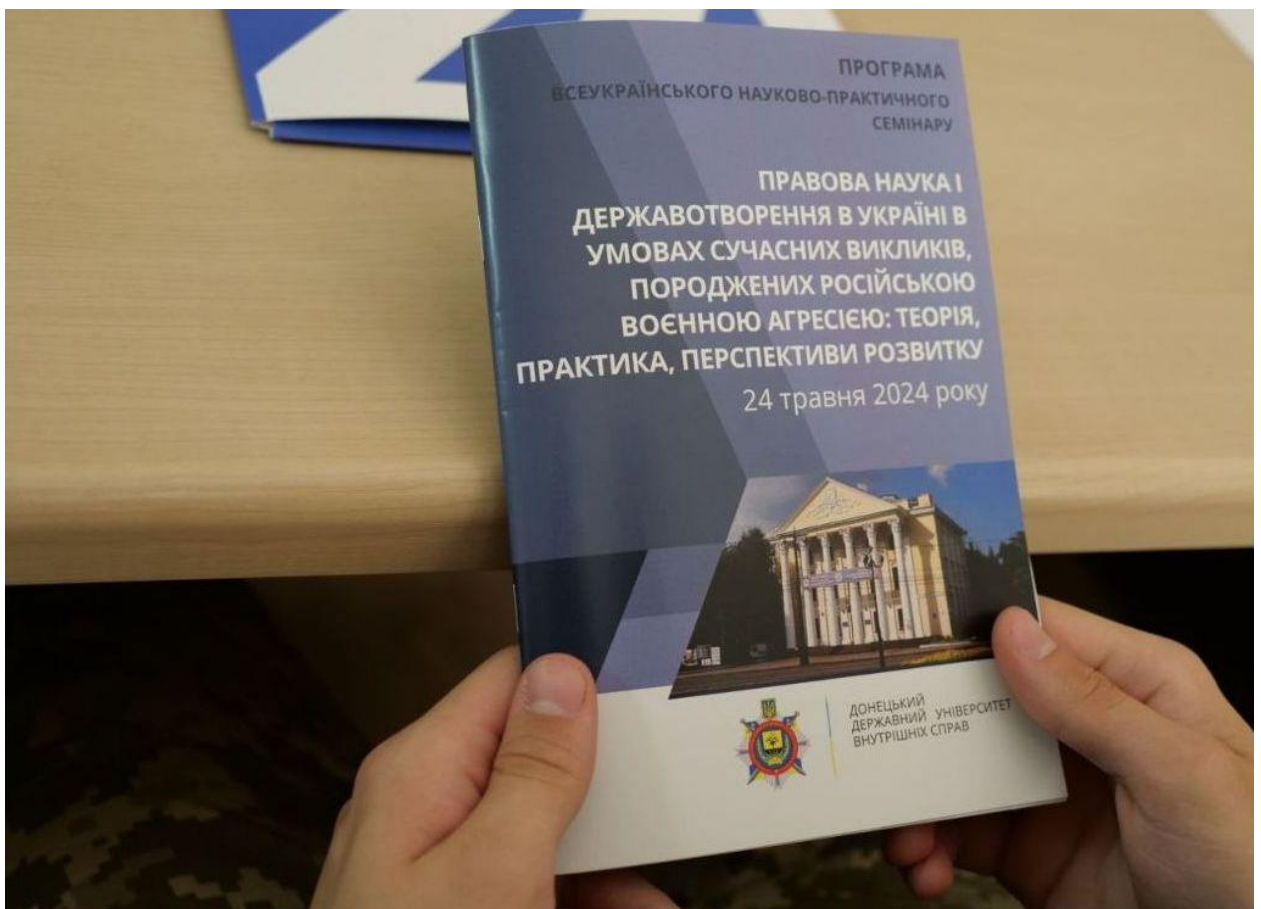 ПРОГРАМА
ВСЕУКРАЇНСЬКОГО НАУКОВО-ПРАКТИЧНОГО
СЕМІНАРУ
ПРАВОВА НАУКА І
ДЕРЖАВОТВОРЕННЯ В УКРАЇНІ В
УМОВАХ СУЧАСНИХ ВИКЛИКІВ,
ПОРОДЖЕНИХ РОСІЙСЬКОЮ
ВОЄННОЮ АГРЕСІЄЮ: ТЕОРІЯ,
ПРАКТИКА, ПЕРСПЕКТИВИ РОЗВИТКУ
24 травня 2024 року
ДОНЕЦЬКИЙ
ДЕРЖАВНИЙ УНІВЕРСИТЕТ
ВНУТРІШНІХ СПРАВ